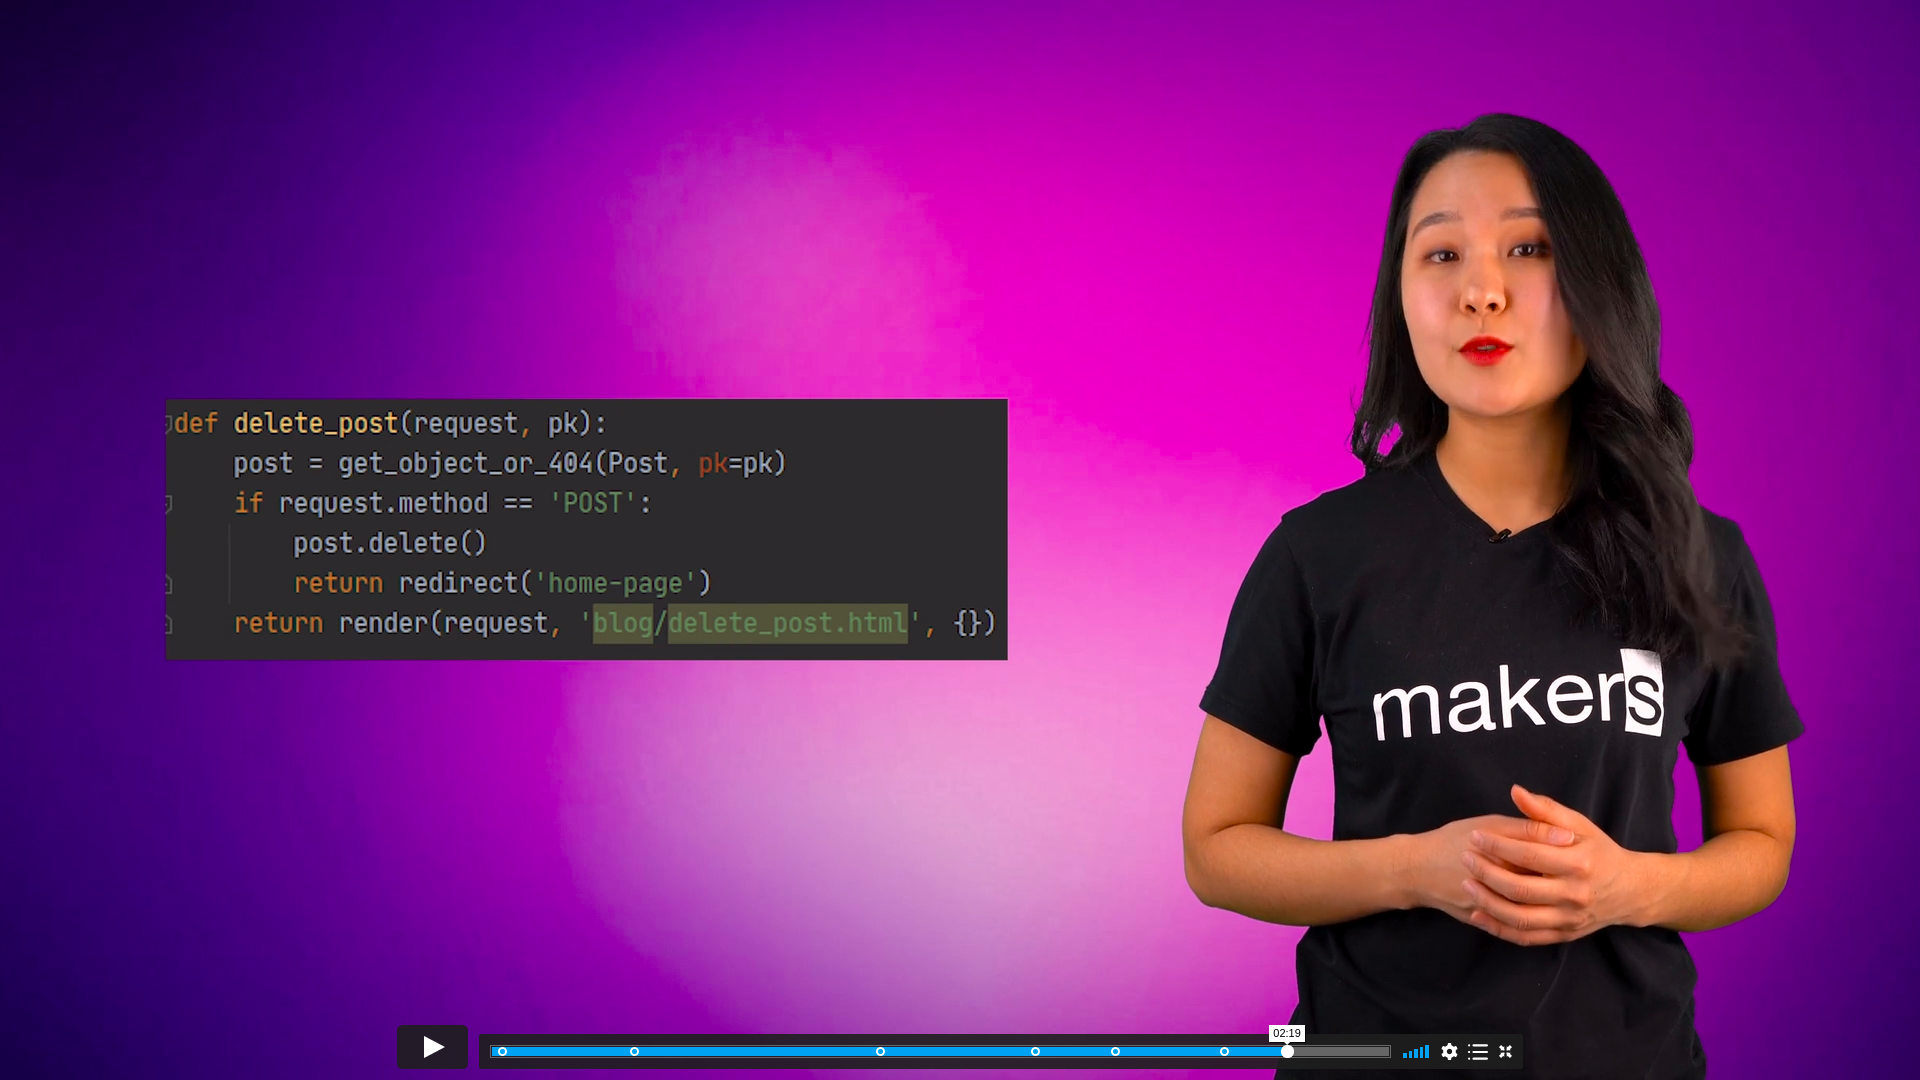 def delete_post(request, pk):
    post = get_object_or_404(Post, pk=pk)
    if request.method == 'POST':
        post.delete()
        return redirect('home-page')
    return render(request, 'blog/delete_post.html', {})
makers
02:19